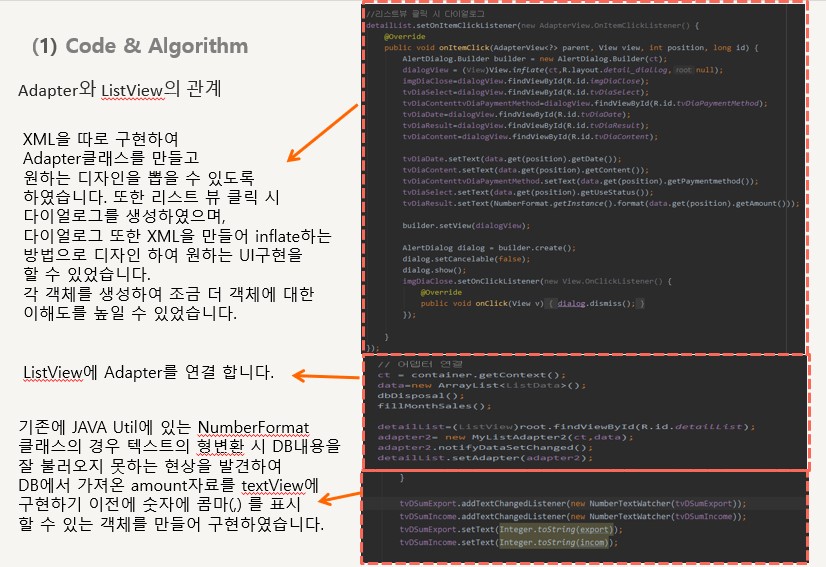 (1) Code & Algorithm
Adapter와 ListView의 관계
XML을 따로 구현하여
Adapter클래스를 만들고
원하는 디자인을 뽑을 수 있도록
하였습니다. 또한 리스트 뷰 클릭 시
다이얼로그를 생성하였으며,
다이얼로그 또한 XML을 만들어 inflate하는
방법으로 디자인 하여 원하는 UI구현을
할 수 있었습니다.
각 객체를 생성하여 조금 더 객체에 대한
이해도를 높일 수 있었습니다.
ListView에 Adapter를 연결 합니다.
기존에 JAVA Util에 있는 NumberFormat
클래스의 경우 텍스트의 형변환 시 DB내용을
잘 불러오지 못하는 현상을 발견하여
DB에서 가져온 amount자료를 textView에
구현하기 이전에 숫자에 콤마(,) 를 표시
할 수 있는 객체를 만들어 구현하였습니다.
//리스트뷰 클릭 시 다이얼로그
detailList.setOnItemClickListener(new AdapterView.OnItemClickListener() {
@Override
public void onItemClick(AdapterView<?> parent, View view, int position, long id) {
AlertDialog.Builder builder = new AlertDialog.Builder(ct);
dialogView = (View)View.inflate(ct,R.layout.detail_diallog, root null);
imgDiaClose=dialogView.findViewById(R.id.imgDiaClose);
tvDiaSelect=dialogView.findViewById(R.id.tvDiaSelect);
tvDiaContenttvDiaPaymentMethod=dialogView.findViewById(R.id.tvDiaPaymentMethod);
tvDiaDate=dialogView.findViewById(R.id.tvDiaDate);
tvDiaResult=dialogView.findViewById(R.id.tvDiaResult);
tvDiaContent=dialogView.findViewById(R.id.tvDiaContent);
tvDiaDate.setText(data.get(position).getDate());
tvDiaContent.setText(data.get(position).getContent());
tvDiaContenttvDiaPaymentMethod.setText(data.get(position).getPaymentmethod());
tvDiaSelect.setText(data.get(position).getUseStatus());
tvDiaResult.setText(NumberFormat.getInstance().format(data.get(position).getAmount()));
builder.setView(dialogView);
AlertDialog dialog = builder.create();
dialog.setCancelable(false);
dialog.show();
imgDiaClose.setOnClickListener(new View.OnClickListener() {
@Override
public void onClick(View v) { dialog.dismiss(); }
});
}
});
// 어댑터 연결
ct = container.getContext();
data=new ArrayList<ListData>();
dbDisposal();
fillMonthSales();
detailList=(ListView)root.findViewById(R.id.detailList);
adapter2= new MyListAdapter2(ct,data);
adapter2.notifyDataSetChanged();
detailList.setAdapter(adapter2);
}
tvDSumExport.addTextChangedListener(new NumberTextWatcher(tvDSumExport));
tvDSumIncome.addTextChangedListener(new NumberTextWatcher(tvDSumIncome));
tvDSumExport.setText(Integer.toString(export));
tvDSumIncome.setText(Integer.toString(incom));